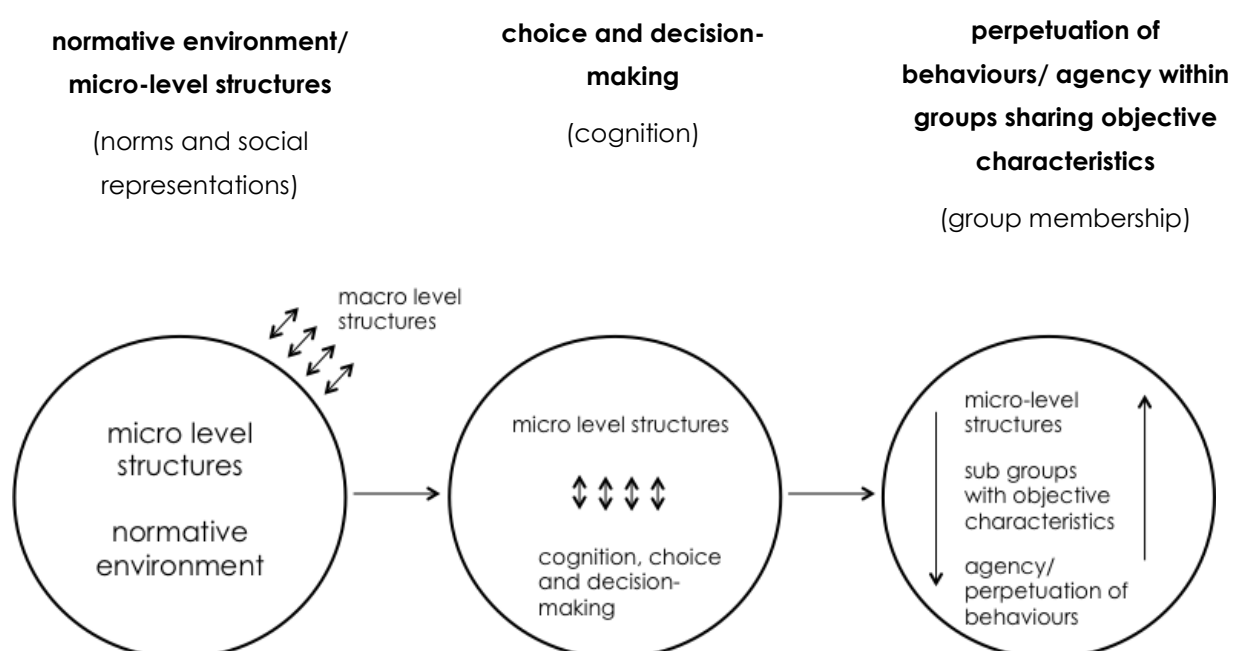 normative environment/
micro-level structures
(norms and social
representations)
choice and decision-
making
(cognition)
perpetuation of
behaviours/ agency within
groups sharing objective
characteristics
(group membership)
macro level
structures
micro level
structures
normative
environment
micro level structures
cognition, choice
and decision-
making
micro-level
structures
sub groups
with objective
characteristics
agency/
perpetuation of
behaviours